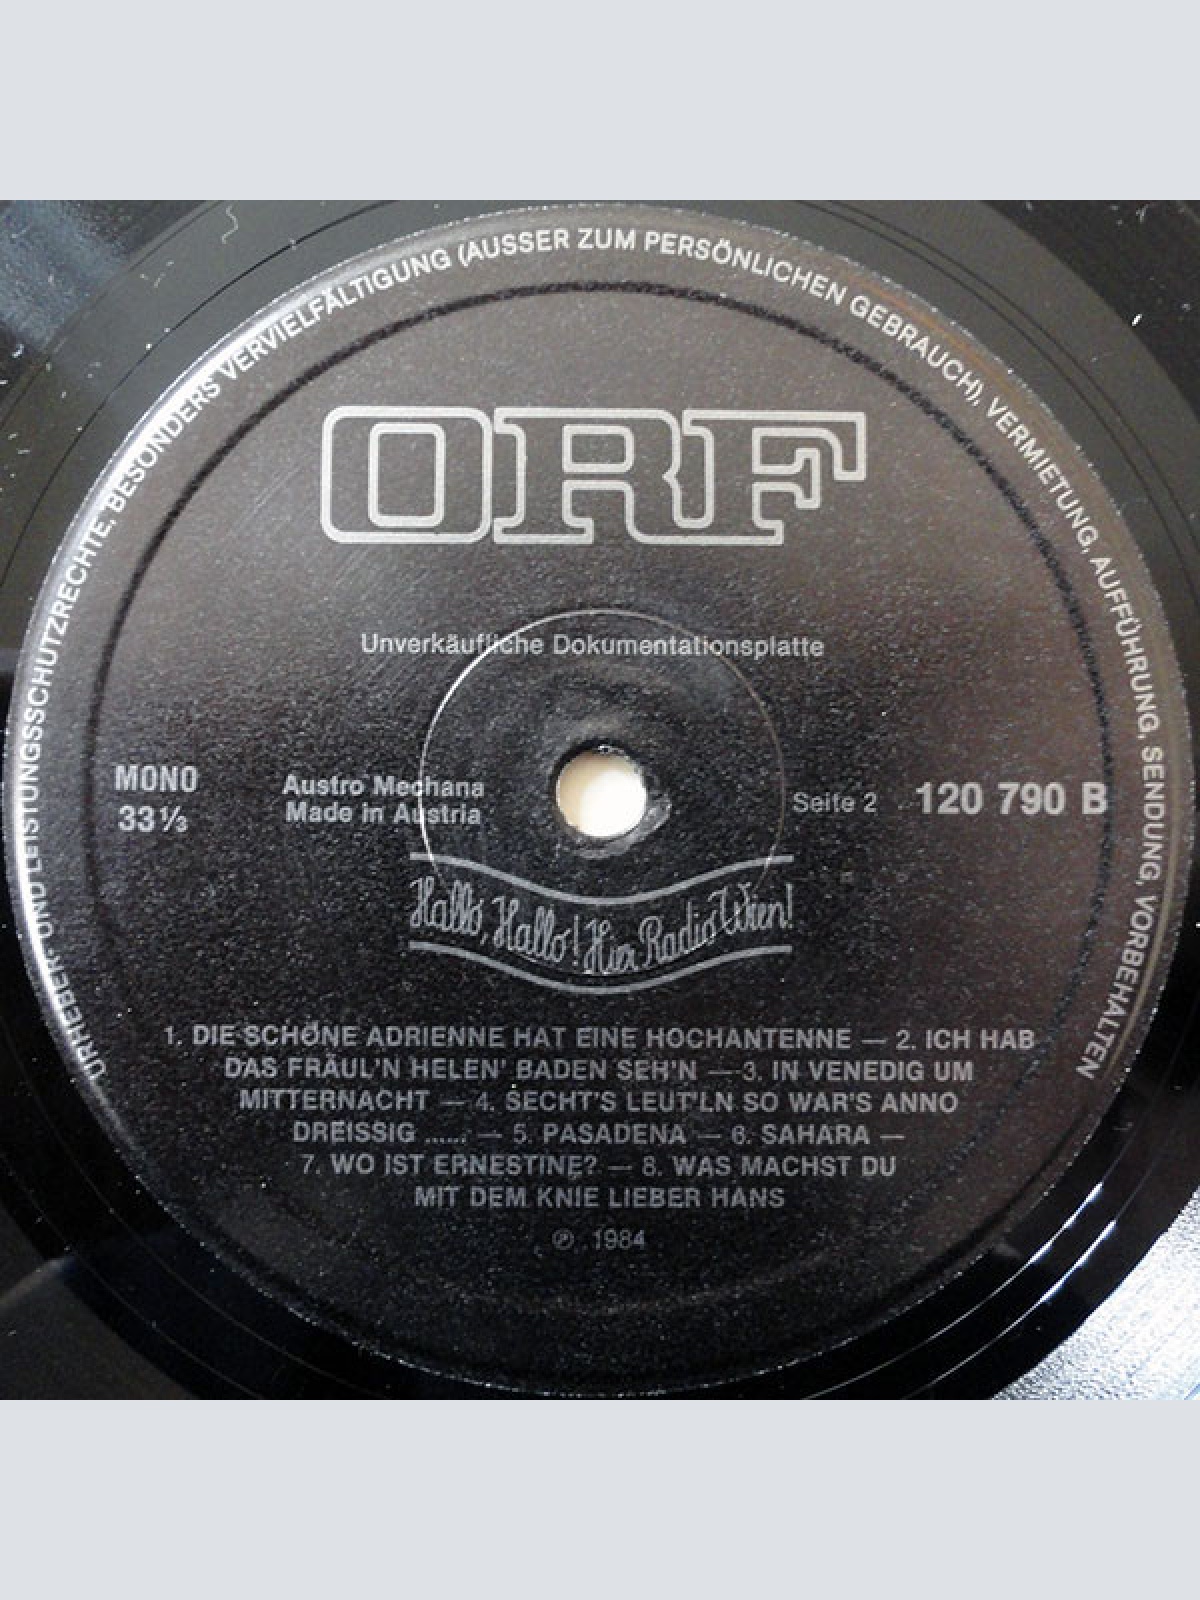 URHEBER- UND LEISTUNGSSCHUTZRECHTE, BESONDERS VERVIELFÄLTIGUNG (AUSSER ZUM PERSÖNLICHEN GEBRAUCH), VERMIETUNG, AUFFÜHRUNG, SENDUNG, VORBEHALTEN
ORF
Unverkäufliche Dokumentationsplatte
MONO
33⅓
Austro Mechana
Made in Austria
Seite 2
120 790 B
Hallo, Hallo! Hier Radio Wien!
1. DIE SCHÖNE ADRIENNE HAT EINE HOCHANTENNE — 2. ICH HAB
DAS FRÄUL'N HELEN' BADEN SEH'N — 3. IN VENEDIG UM
MITTERNACHT — 4. SECHT'S LEUT'LN SO WAR'S ANNO
DREISSIG ...... — 5. PASADENA — 6. SAHARA —
7. WO IST ERNESTINE? — 8. WAS MACHST DU
MIT DEM KNIE LIEBER HANS
℗ 1984